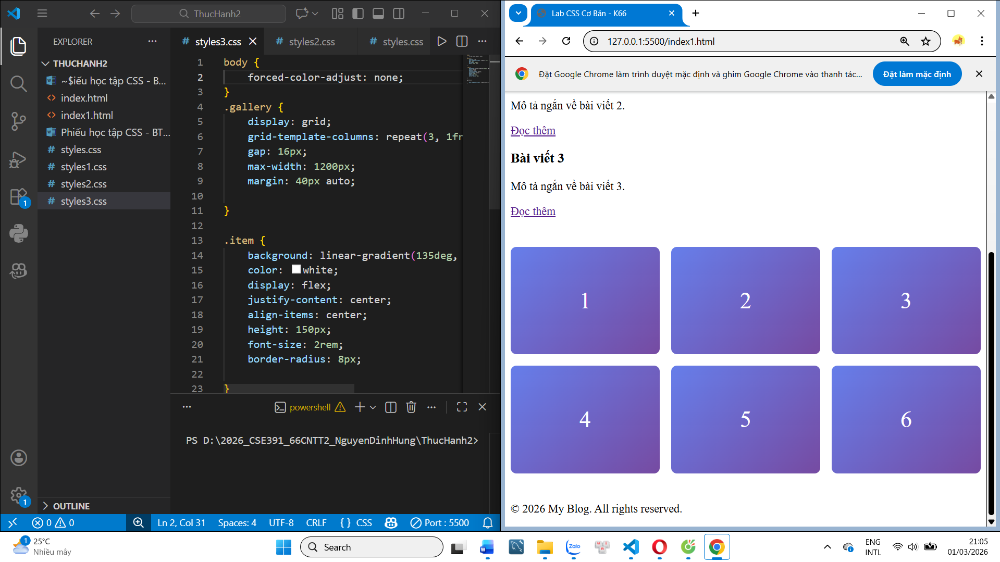 ThucHanh2
EXPLORER
THUCHANH2
~$iếu học tập CSS - B...
index.html
index1.html
Phiếu học tập CSS - BT...
styles.css
styles1.css
styles2.css
styles3.css
OUTLINE
styles3.css
styles2.css
styles.css
1 body {
2 forced-color-adjust: none;
3 }
4 .gallery {
5 display: grid;
6 grid-template-columns: repeat(3, 1fr
7 gap: 16px;
8 max-width: 1200px;
9 margin: 40px auto;
10
11 }
12
13 .item {
14 background: linear-gradient(135deg,
15 color: white;
16 display: flex;
17 justify-content: center;
18 align-items: center;
19 height: 150px;
20 font-size: 2rem;
21 border-radius: 8px;
22
23 }
powershell
PS D:\2026_CSE391_66CNTT2_NguyenDinhHung\ThucHanh2>
1
1
0 0
Ln 2, Col 31
Spaces: 4
UTF-8
CRLF
{ } CSS
Port : 5500
Lab CSS Cơ Bản - K66
127.0.0.1:5500/index1.html
Đặt Google Chrome làm trình duyệt mặc định và ghim Google Chrome vào thanh tác...
Đặt làm mặc định
Mô tả ngắn về bài viết 2.
Đọc thêm
Bài viết 3
Mô tả ngắn về bài viết 3.
Đọc thêm
1
2
3
4
5
6
© 2026 My Blog. All rights reserved.
1
25°C
Nhiều mây
Search
Zalo
ENG
INTL
21:05
01/03/2026